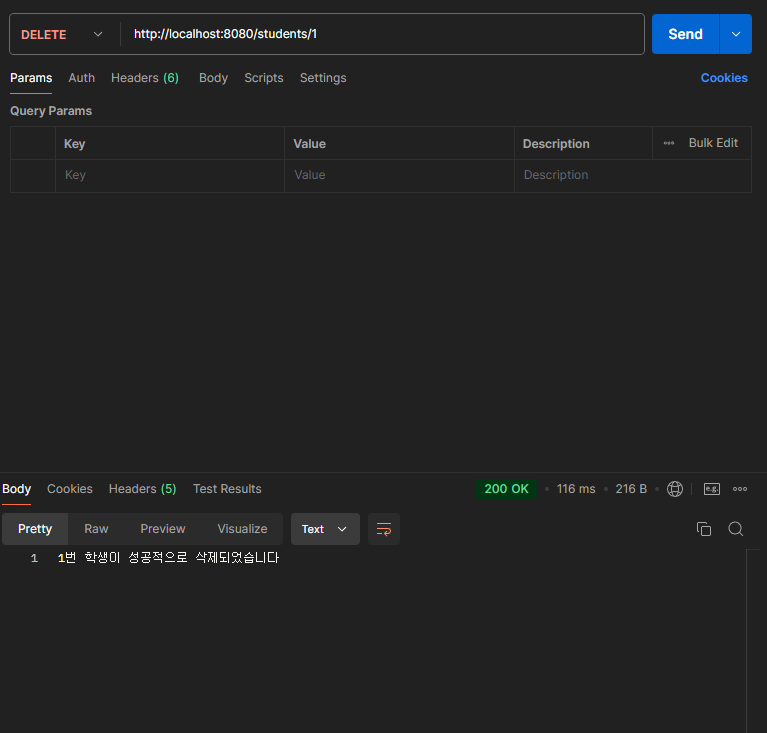 DELETE http://localhost:8080/students/1 Send
Params Auth Headers (6) Body Scripts Settings Cookies
Query Params
Key Value Description Bulk Edit
Key Value Description
Body Cookies Headers (5) Test Results 200 OK • 116 ms • 216 B • e.g.
Pretty Raw Preview Visualize Text
1 1번 학생이 성공적으로 삭제되었습니다